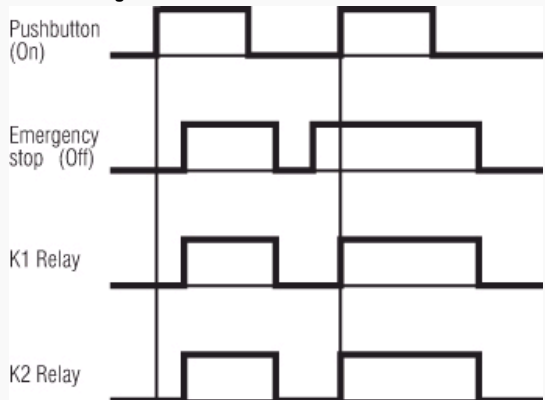 Pushbutton
(On)
Emergency
stop (Off)
K1 Relay
K2 Relay